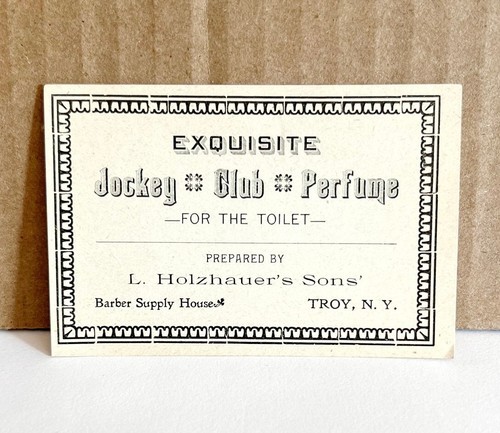 EXQUISITE
Jockey Club Perfume
—FOR THE TOILET—
PREPARED BY
L. Holzhauer's Sons'
Barber Supply House TROY, N. Y.